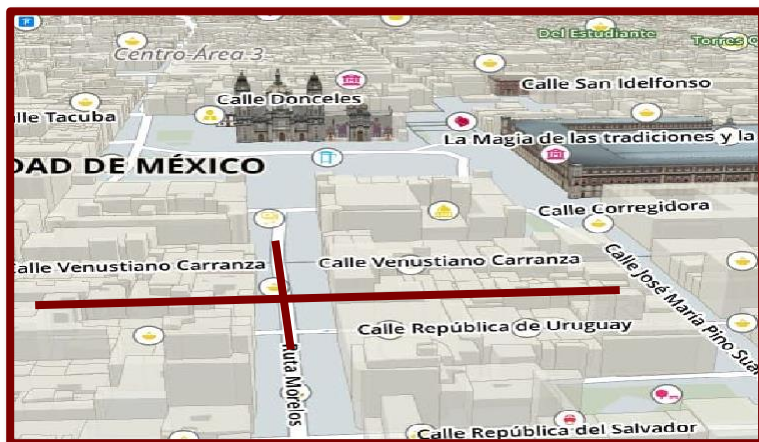 Del Estudiante
Torres
Centro-Área 3
Calle San Idelfonso
Calle Donceles
lle Tacuba
La Magia de las tradiciones y la
DAD DE MÉXICO
Calle Corregidora
Calle Venustiano Carranza
Calle Venustiano Carranza
Calle José María Pino Suá
Calle República de Uruguay
Ruta Morelos
Calle República del Salvador